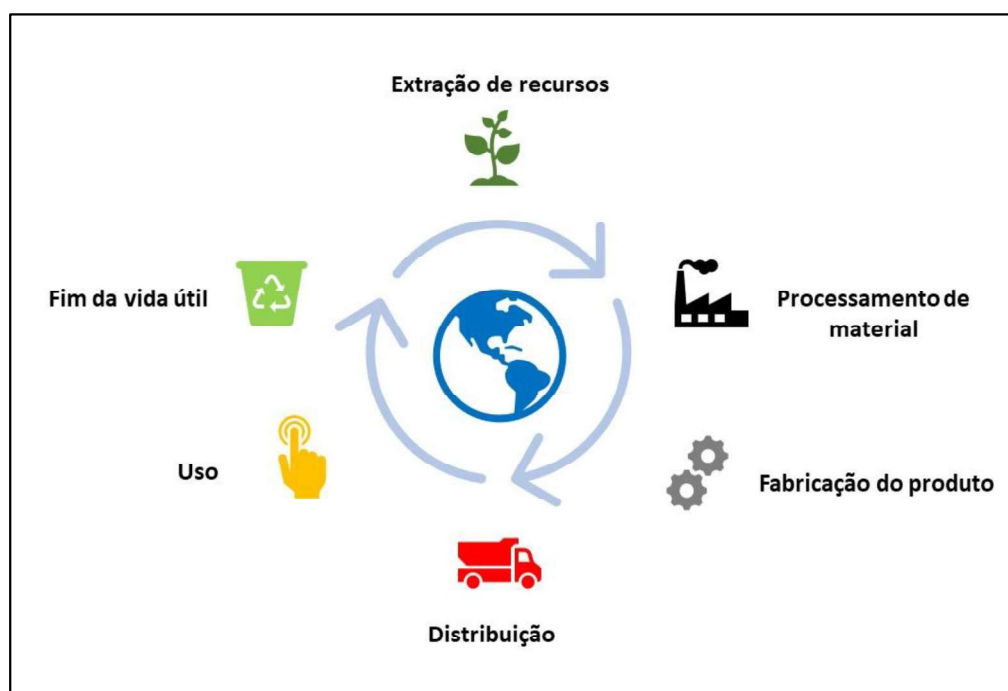 Extração de recursos
Processamento de
material
Fabricação do produto
Distribuição
Uso
Fim da vida útil